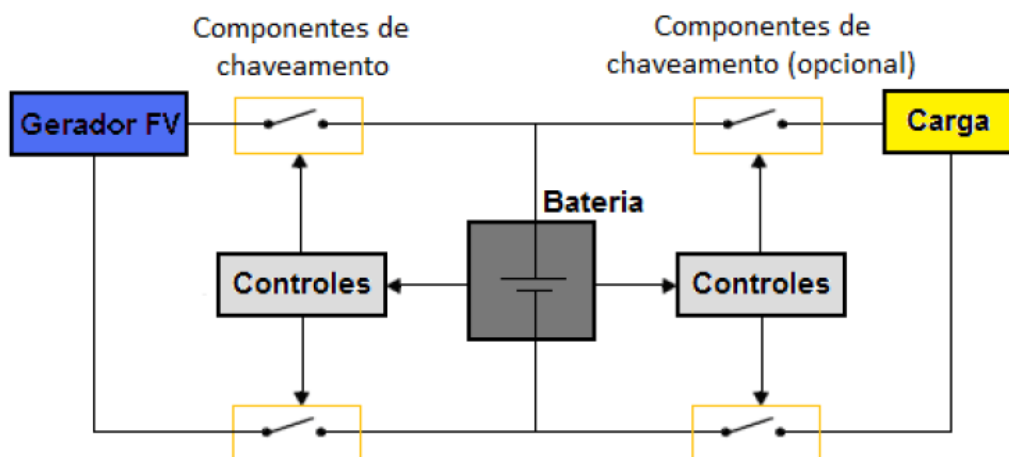 Componentes de
chaveamento
Componentes de
chaveamento (opcional)
Gerador FV
Carga
Bateria
Controles
Controles